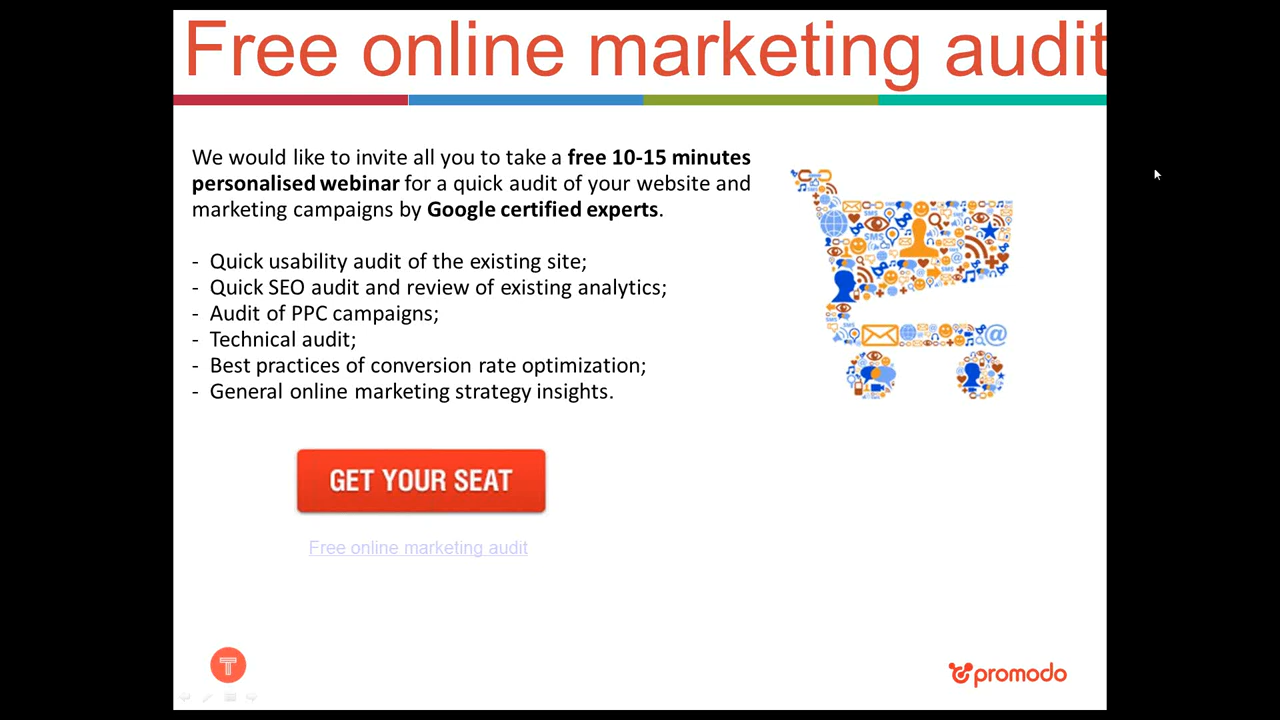 Free online marketing audit
We would like to invite all you to take a free 10-15 minutes
personalised webinar for a quick audit of your website and
marketing campaigns by Google certified experts.
- Quick usability audit of the existing site;
- Quick SEO audit and review of existing analytics;
- Audit of PPC campaigns;
- Technical audit;
- Best practices of conversion rate optimization;
- General online marketing strategy insights.
GET YOUR SEAT
Free online marketing audit
T
promodo